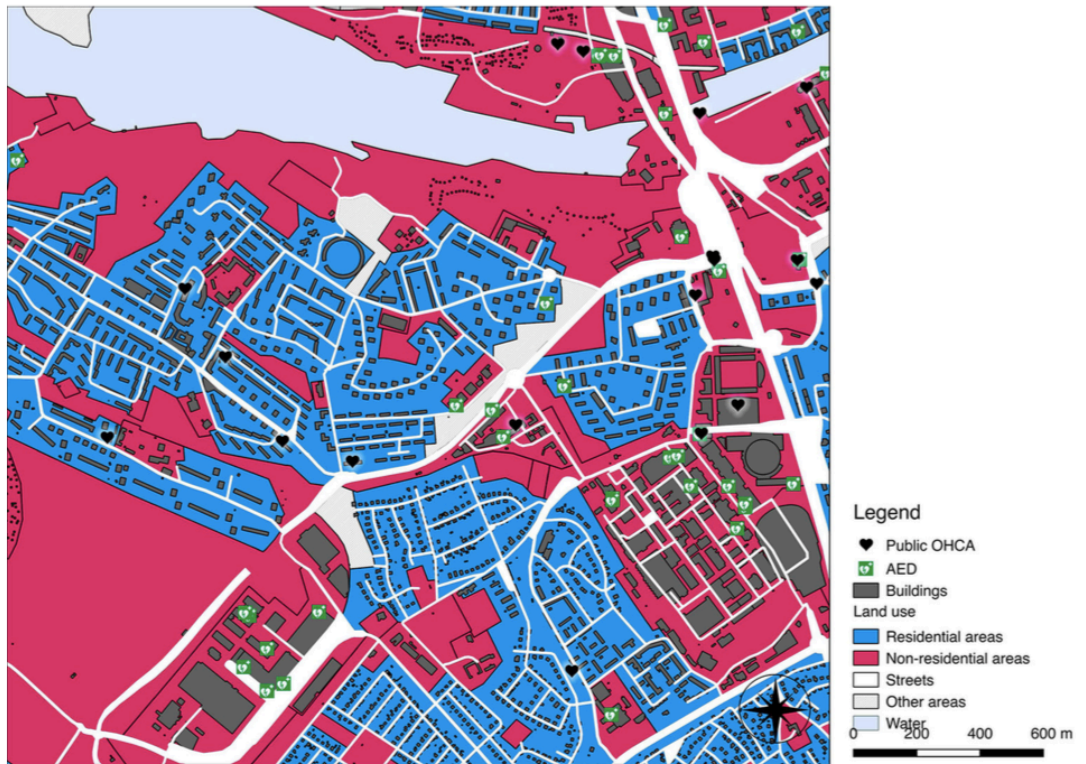 Legend
Public OHCA
AED
Buildings
Land use
Residential areas
Non-residential areas
Streets
Other areas
Water
0 200 400 600 m